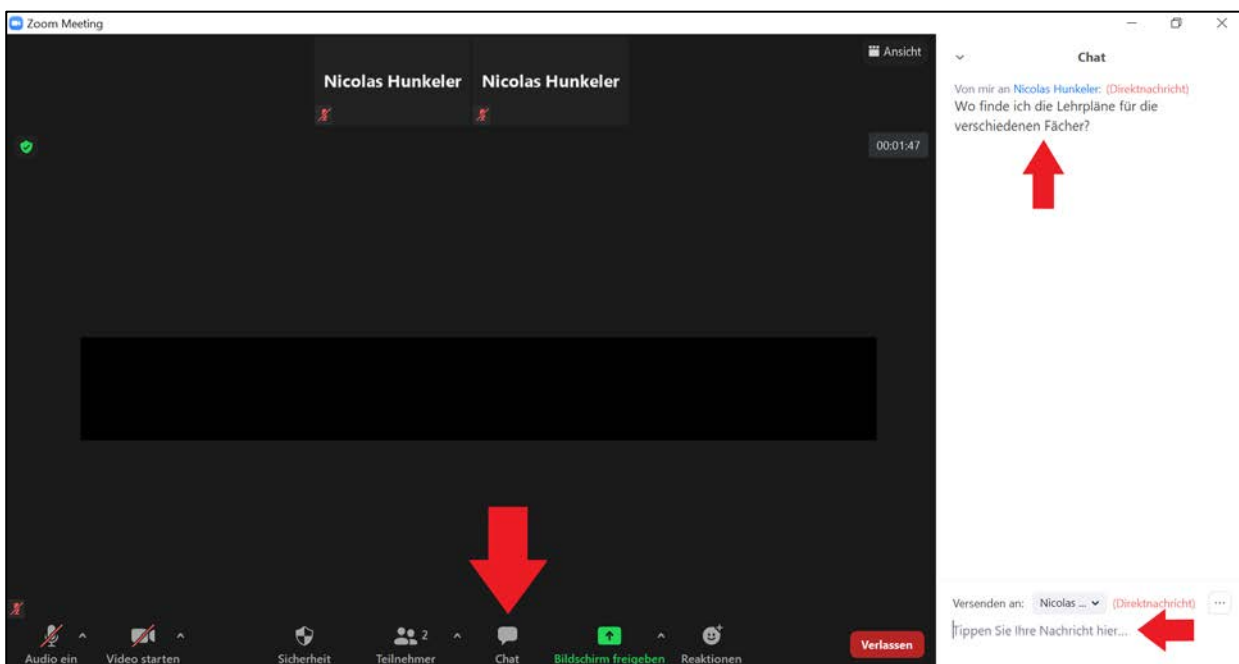 Zoom Meeting
Ansicht
Nicolas Hunkeler
Nicolas Hunkeler
00:01:47
Chat
Von mir an Nicolas Hunkeler: (Direktnachricht)
Wo finde ich die Lehrpläne für die
verschiedenen Fächer?
Versenden an: Nicolas ... (Direktnachricht) ...
Tippen Sie Ihre Nachricht hier...
Audio ein
Video starten
Sicherheit
Teilnehmer 2
Chat
Bildschirm freigeben
Reaktionen
Verlassen